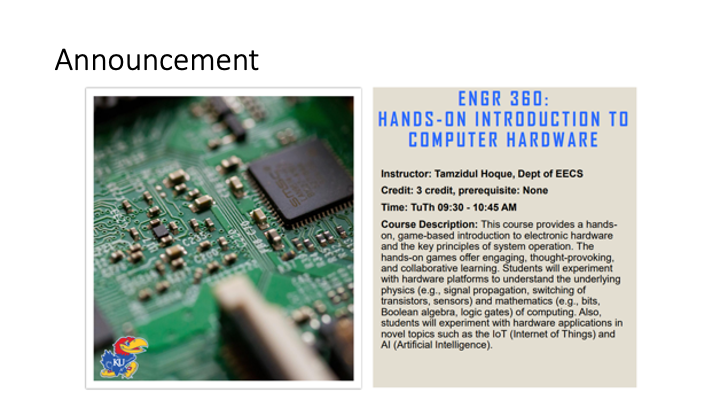 Announcement
KU
ENGR 360:
HANDS-ON INTRODUCTION TO
COMPUTER HARDWARE
Instructor: Tamzidul Hoque, Dept of EECS
Credit: 3 credit, prerequisite: None
Time: TuTh 09:30 - 10:45 AM
Course Description: This course provides a hands-
on, game-based introduction to electronic hardware
and the key principles of system operation. The
hands-on games offer engaging, thought-provoking,
and collaborative learning. Students will experiment
with hardware platforms to understand the underlying
physics (e.g., signal propagation, switching of
transistors, sensors) and mathematics (e.g., bits,
Boolean algebra, logic gates) of computing. Also,
students will experiment with hardware applications in
novel topics such as the IoT (Internet of Things) and
AI (Artificial Intelligence).